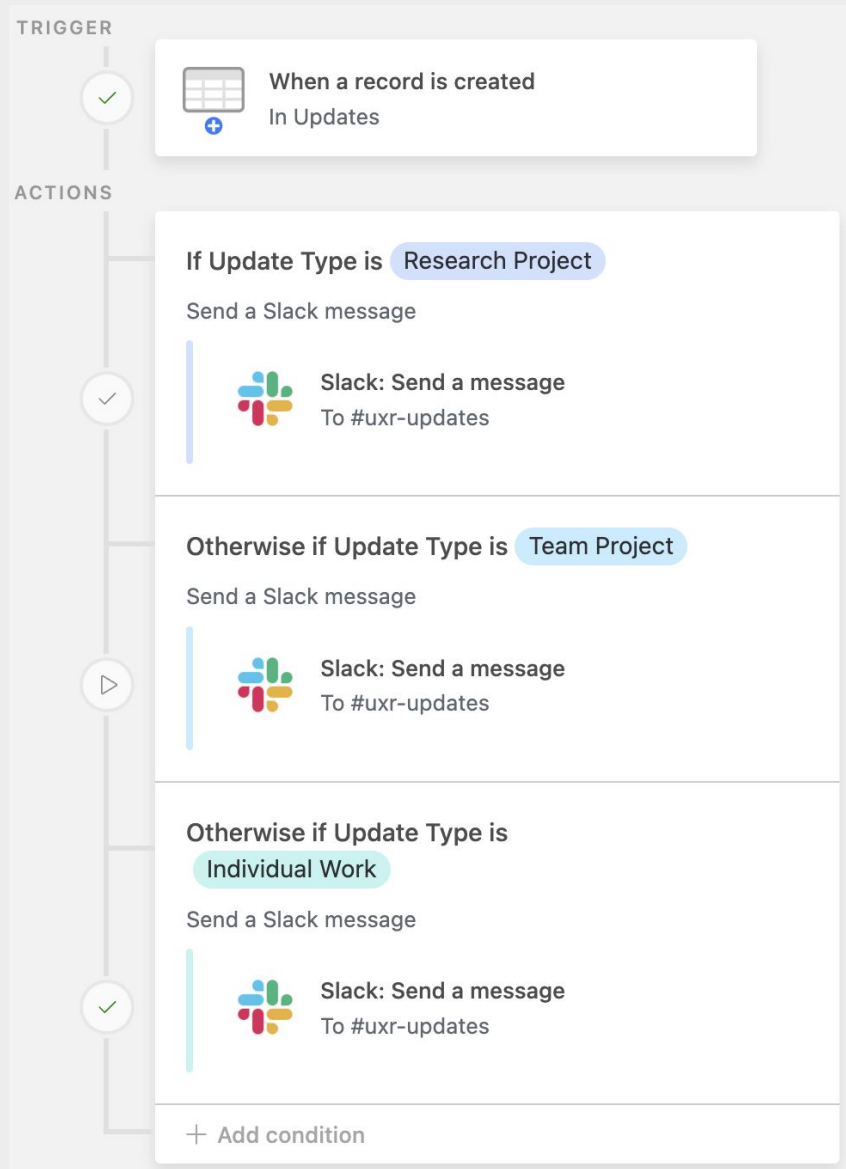 TRIGGER
When a record is created
In Updates
ACTIONS
If Update Type is Research Project
Send a Slack message
Slack: Send a message
To #uxr-updates
Otherwise if Update Type is Team Project
Send a Slack message
Slack: Send a message
To #uxr-updates
Otherwise if Update Type is
Individual Work
Send a Slack message
Slack: Send a message
To #uxr-updates
+ Add condition